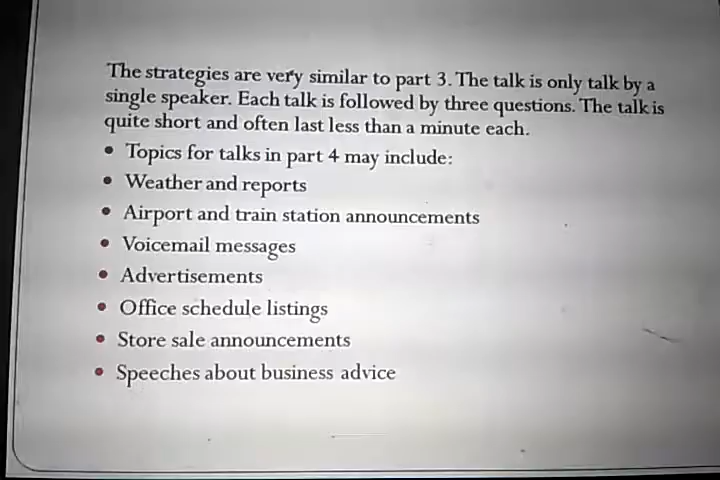 The strategies are very similar to part 3. The talk is only talk by a
single speaker. Each talk is followed by three questions. The talk is
quite short and often last less than a minute each.
• Topics for talks in part 4 may include:
• Weather and reports
• Airport and train station announcements
• Voicemail messages
• Advertisements
• Office schedule listings
• Store sale announcements
• Speeches about business advice